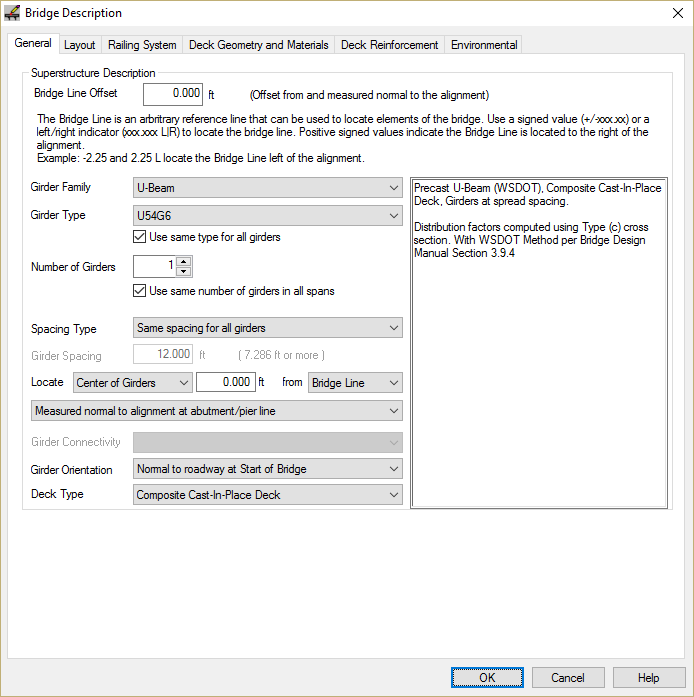 Bridge Description
General Layout Railing System Deck Geometry and Materials Deck Reinforcement Environmental
Superstructure Description
Bridge Line Offset 0.000 ft (Offset from and measured normal to the alignment)
The Bridge Line is an arbritrary reference line that can be used to locate elements of the bridge. Use a signed value (+/-xxx.xx) or a
left/right indicator (xxx.xxx L|R) to locate the bridge line. Positive signed values indicate the Bridge Line is located to the right of the
alignment.
Example: -2.25 and 2.25 L locate the Bridge Line left of the alignment.
Girder Family U-Beam
Girder Type U54G6
Use same type for all girders
Number of Girders 1
Use same number of girders in all spans
Spacing Type Same spacing for all girders
Girder Spacing 12.000 ft ( 7.286 ft or more )
Locate Center of Girders 0.000 ft from Bridge Line
Measured normal to alignment at abutment/pier line
Girder Connectivity
Girder Orientation Normal to roadway at Start of Bridge
Deck Type Composite Cast-In-Place Deck
Precast U-Beam (WSDOT), Composite Cast-In-Place
Deck, Girders at spread spacing.
Distribution factors computed using Type (c) cross
section. With WSDOT Method per Bridge Design
Manual Section 3.9.4
OK Cancel Help